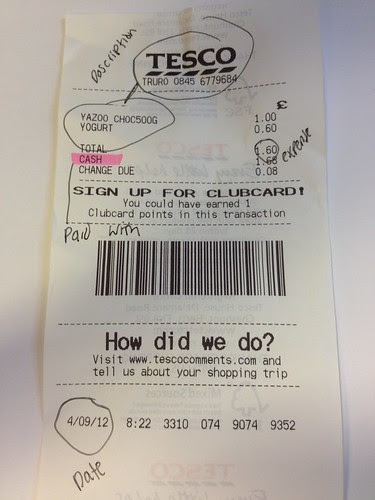 Description
TESCO
TRURO 0845 6779684
£
YAZOO CHOC500G 1.00
YOGURT 0.60
TOTAL 1.60 expense
CASH 1.68
CHANGE DUE 0.08
SIGN UP FOR CLUBCARD!
You could have earned 1
Clubcard points in this transaction
Paid with
How did we do?
Visit www.tescocomments.com and
tell us about your shopping trip
4/09/12 8:22 3310 074 9074 9352
Date